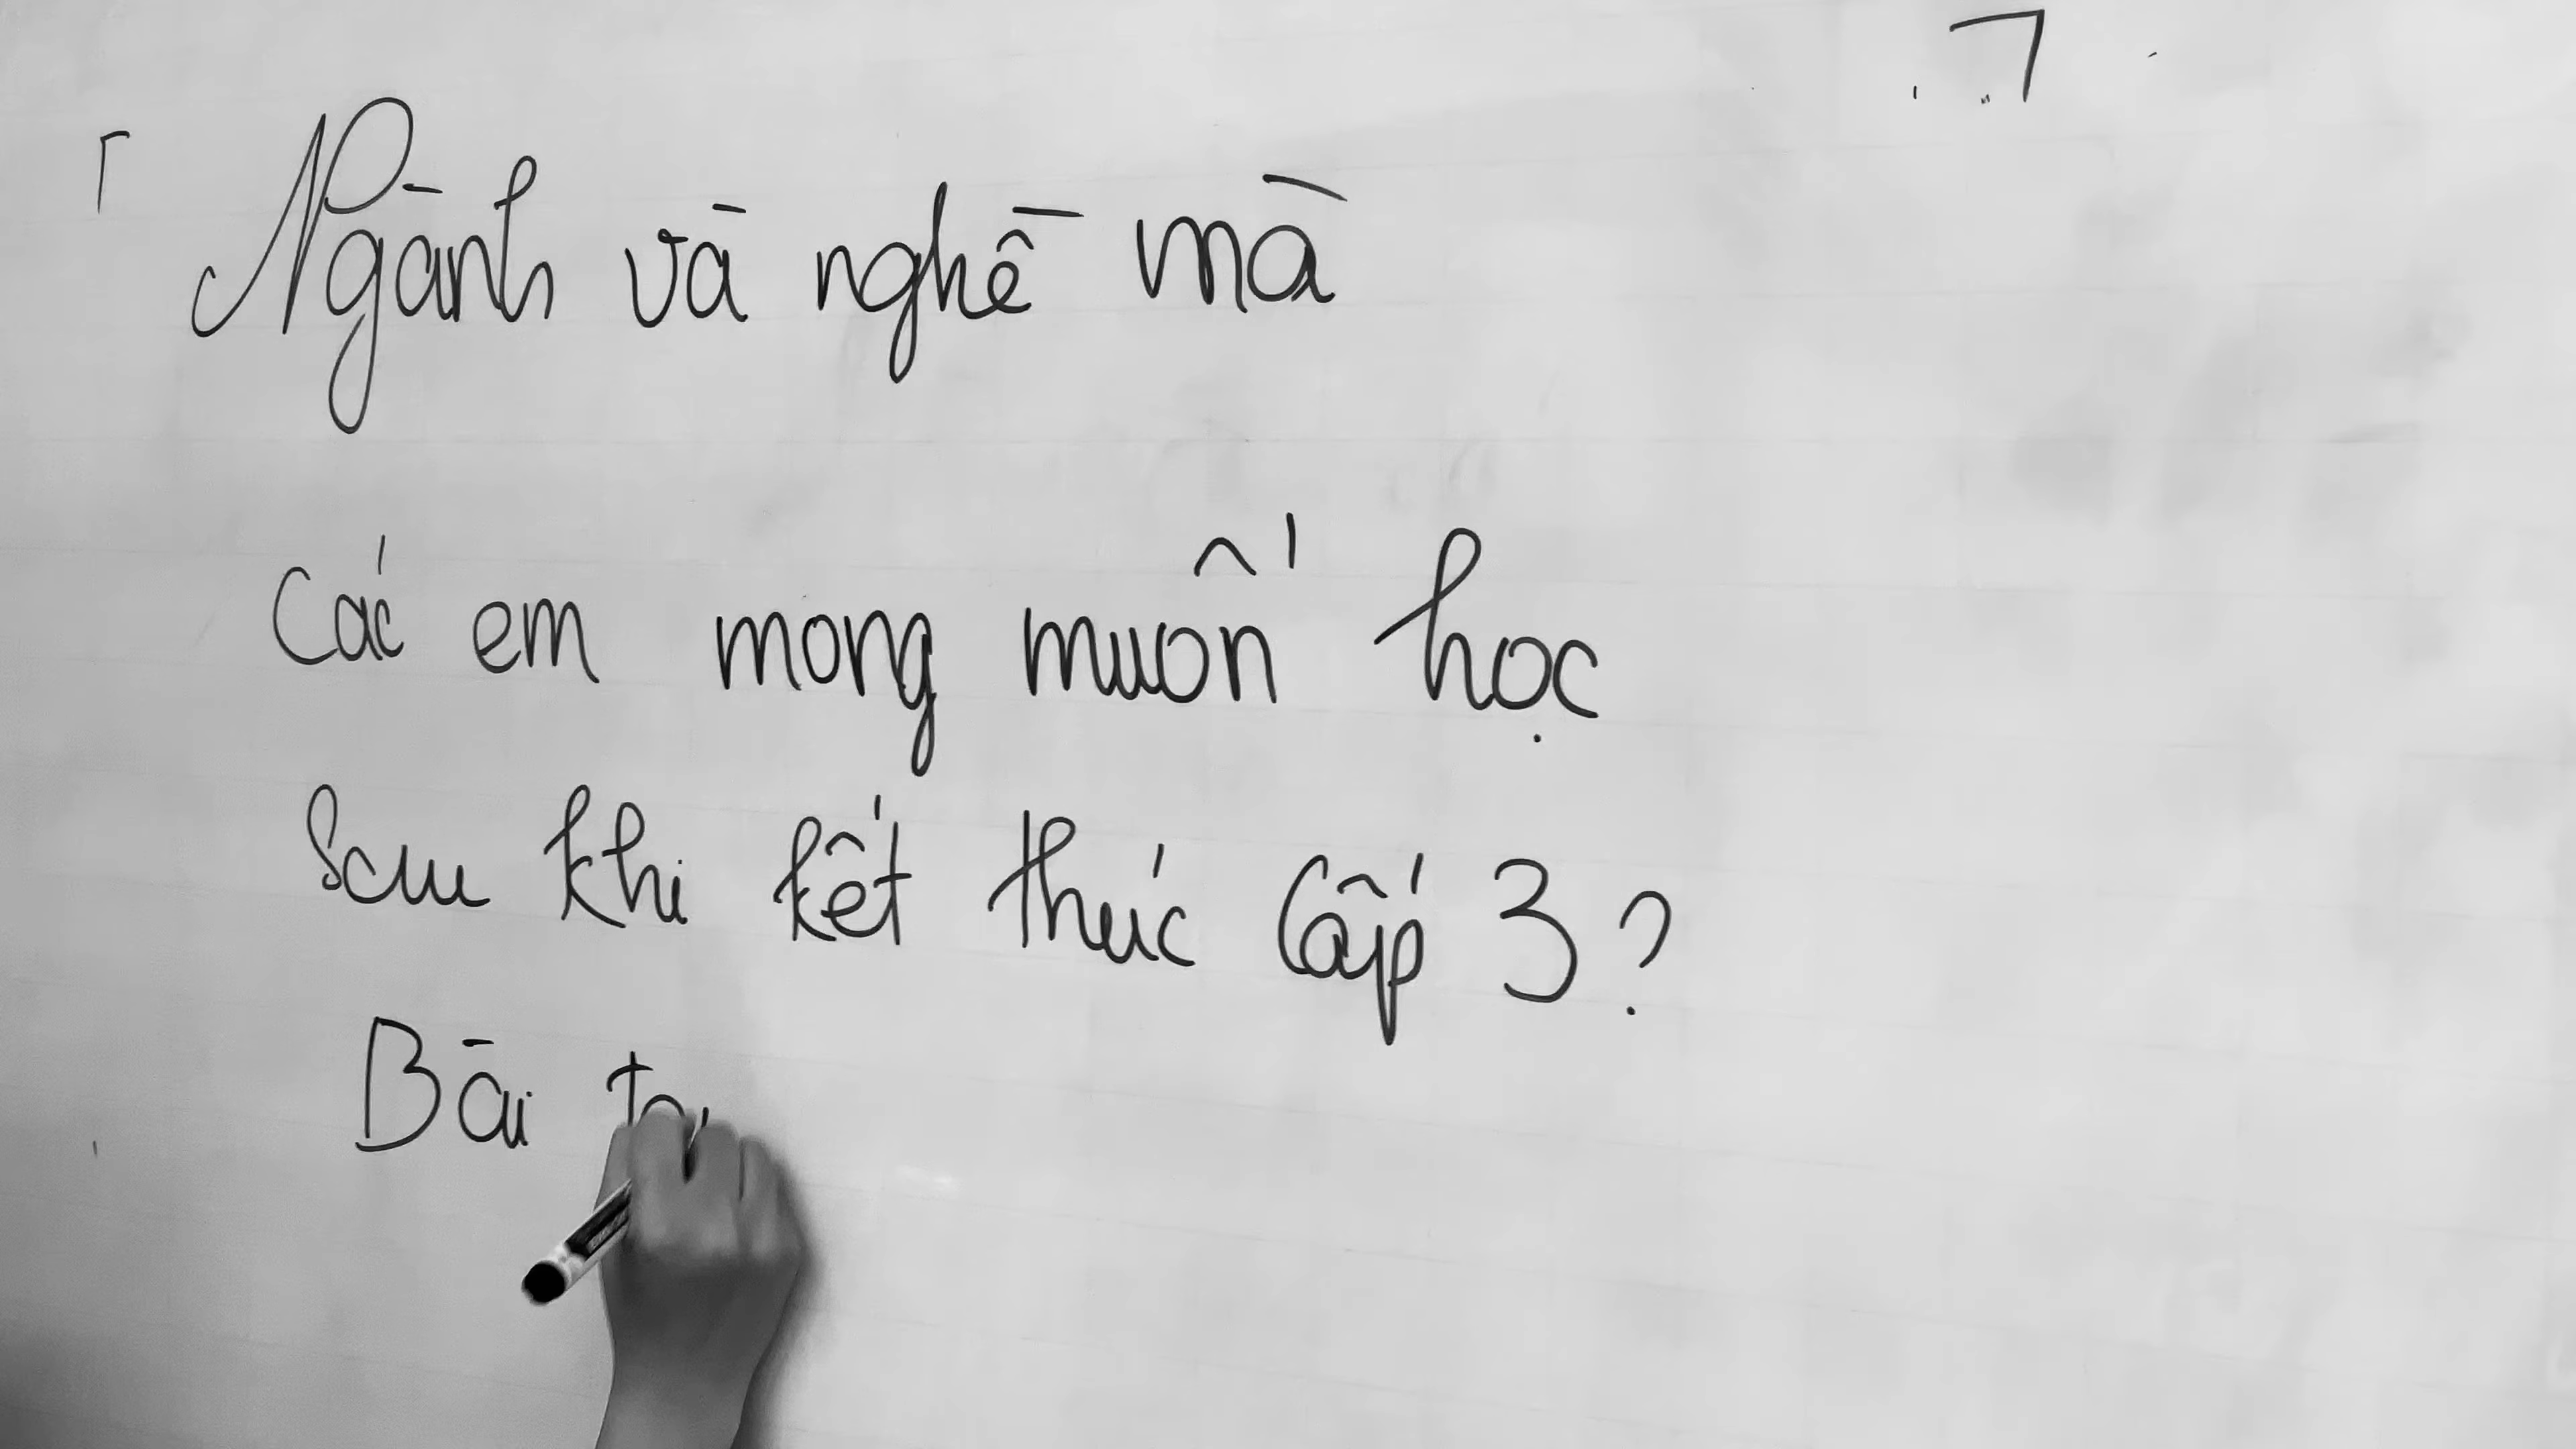 Ngành và nghề mà
Các em mong muốn học
Sau khi kết thúc Cấp 3?
Bài